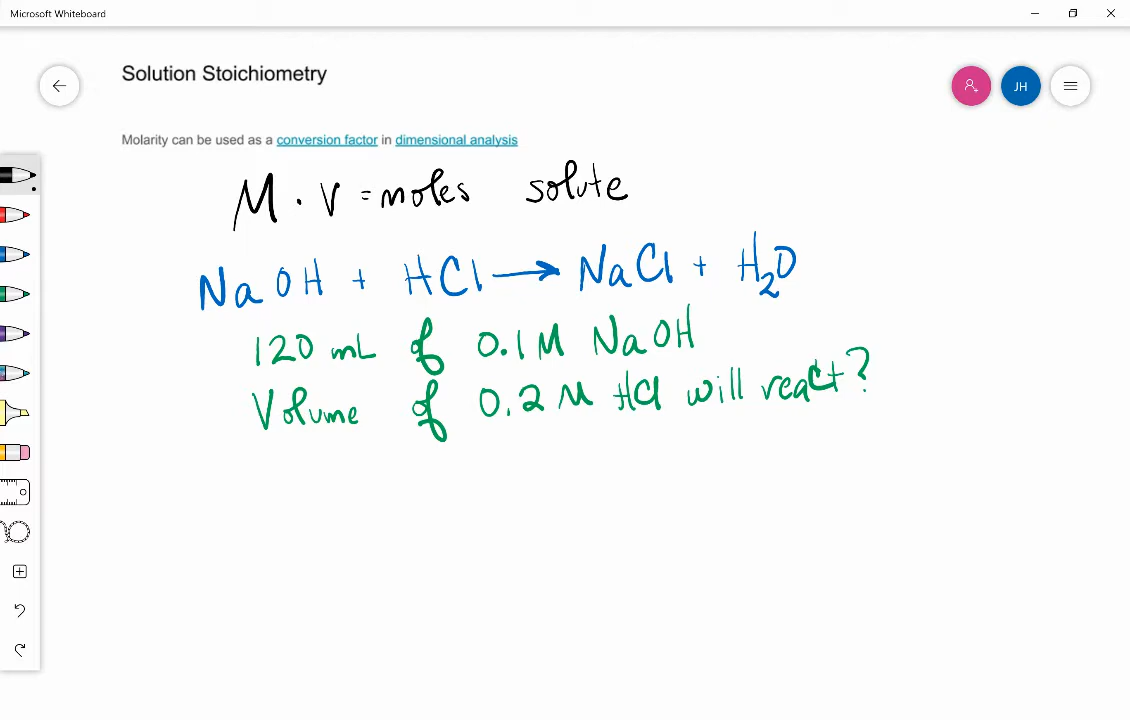 Microsoft Whiteboard
Solution Stoichiometry
JH
Molarity can be used as a conversion factor in dimensional analysis
M · V = moles solute
NaOH + HCl → NaCl + H₂O
120 mL of 0.1 M NaOH
Volume of 0.2 M HCl will react?